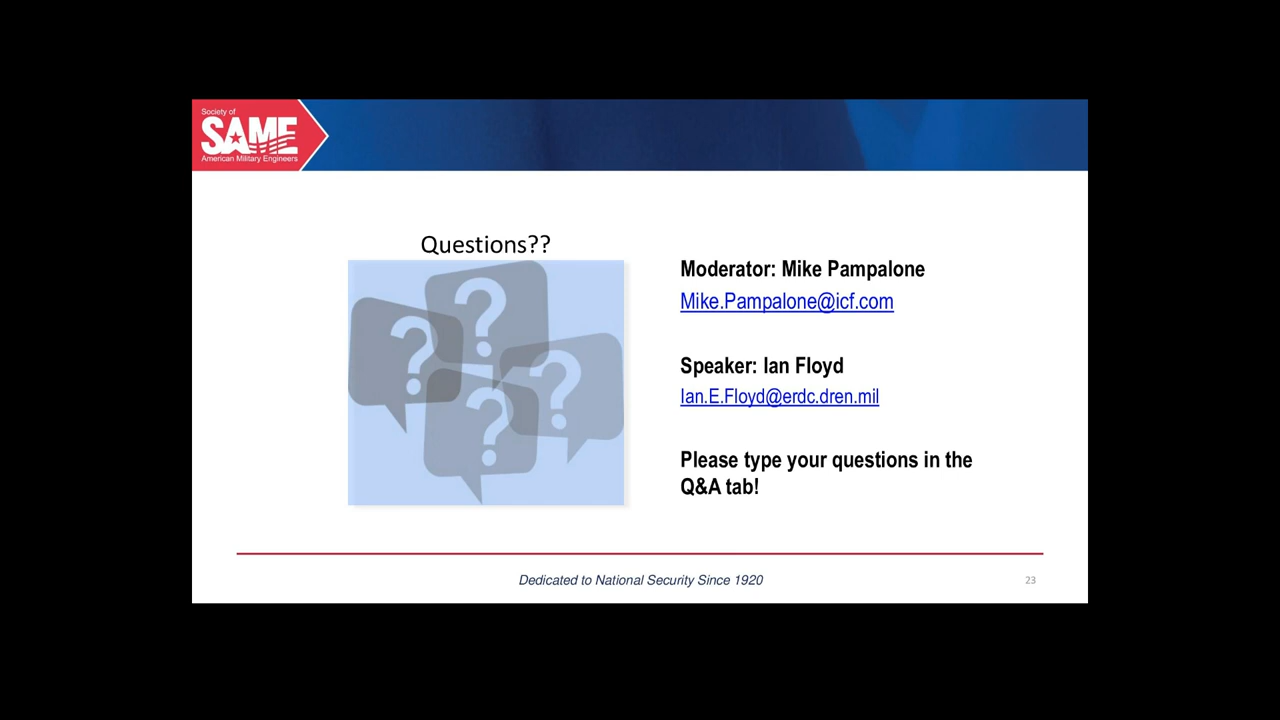 Society of
SAME
American Military Engineers
Questions??
? ? ? ?
Moderator: Mike Pampalone
Mike.Pampalone@icf.com
Speaker: Ian Floyd
Ian.E.Floyd@erdc.dren.mil
Please type your questions in the
Q&A tab!
Dedicated to National Security Since 1920
23